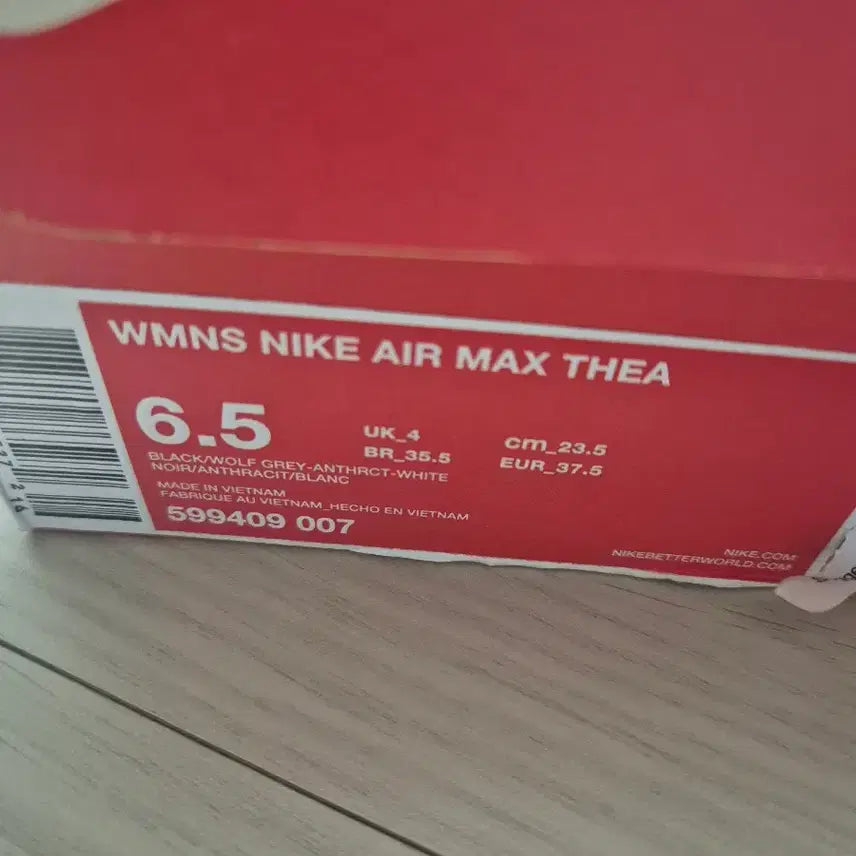 WMNS NIKE AIR MAX THEA
6.5
UK_4
cm_23.5
BR_35.5
EUR_37.5
BLACK/WOLF GREY-ANTHRCT-WHITE
NOIR/ANTHRACIT/BLANC
MADE IN VIETNAM
FABRIQUE AU VIETNAM_HECHO EN VIETNAM
599409 007
NIKE.COM
NIKEBETTERWORLD.COM